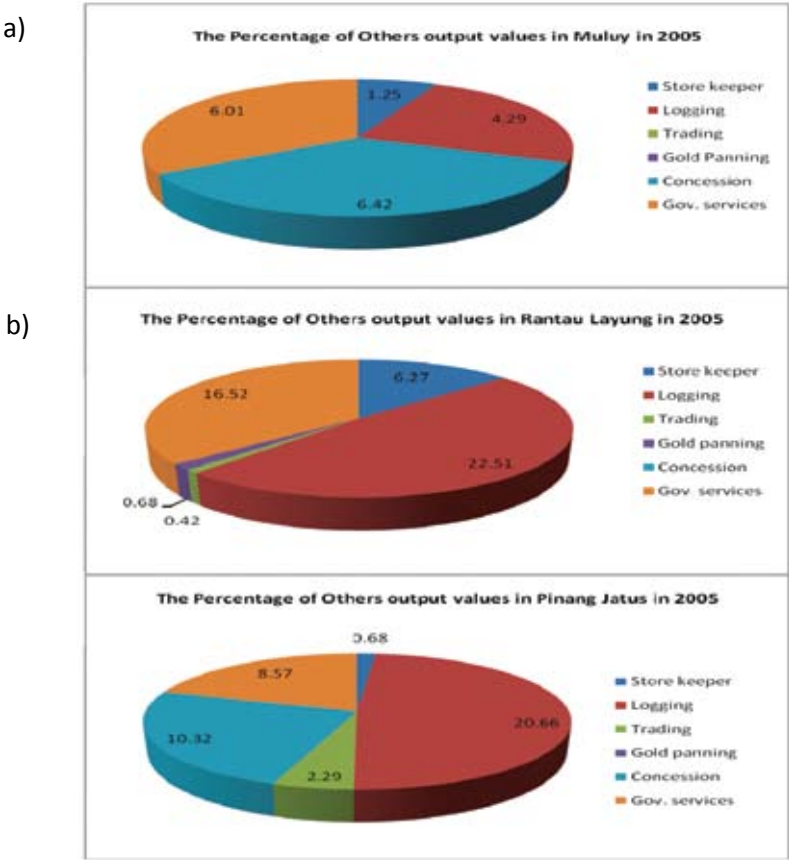 a)
The Percentage of Others output values in Muluy in 2005
1.25
4.29
6.42
6.01
Store keeper
Logging
Trading
Gold Panning
Concession
Gov. services
b)
The Percentage of Others output values in Rantau Layung in 2005
6.27
22.51
0.42
0.68
16.52
Store keeper
Logging
Trading
Gold panning
Concession
Gov. services
The Percentage of Others output values in Pinang Jatus in 2005
0.68
20.66
2.29
10.32
8.57
Store keeper
Logging
Trading
Gold panning
Concession
Gov. services